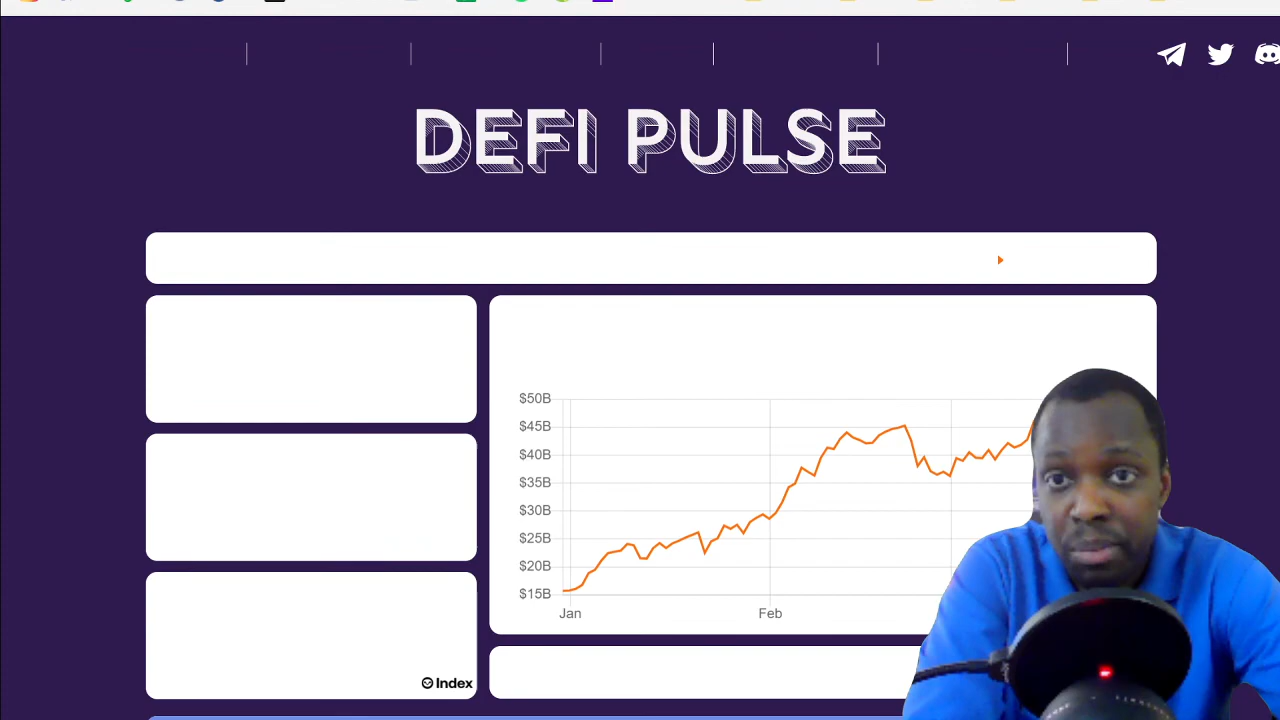 DEFI PULSE
$50B
$45B
$40B
$35B
$30B
$25B
$20B
$15B
Jan
Feb
Index